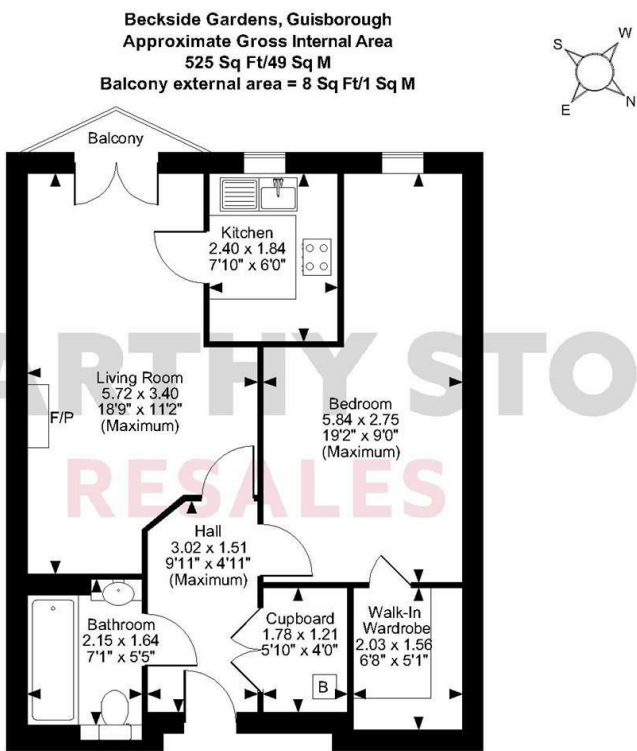 Beckside Gardens, Guisborough
Approximate Gross Internal Area
525 Sq Ft/49 Sq M
Balcony external area = 8 Sq Ft/1 Sq M
S
W
E
N
Balcony
Kitchen
2.40 x 1.84
7'10" x 6'0"
ARTHY STO
Living Room
5.72 x 3.40
18'9" x 11'2"
(Maximum)
F/P
Bedroom
5.84 x 2.75
19'2" x 9'0"
(Maximum)
RESALES
Hall
3.02 x 1.51
9'11" x 4'11"
(Maximum)
Bathroom
2.15 x 1.64
7'1" x 5'5"
Cupboard
1.78 x 1.21
5'10" x 4'0"
B
Walk-In
Wardrobe
2.03 x 1.56
6'8" x 5'1"